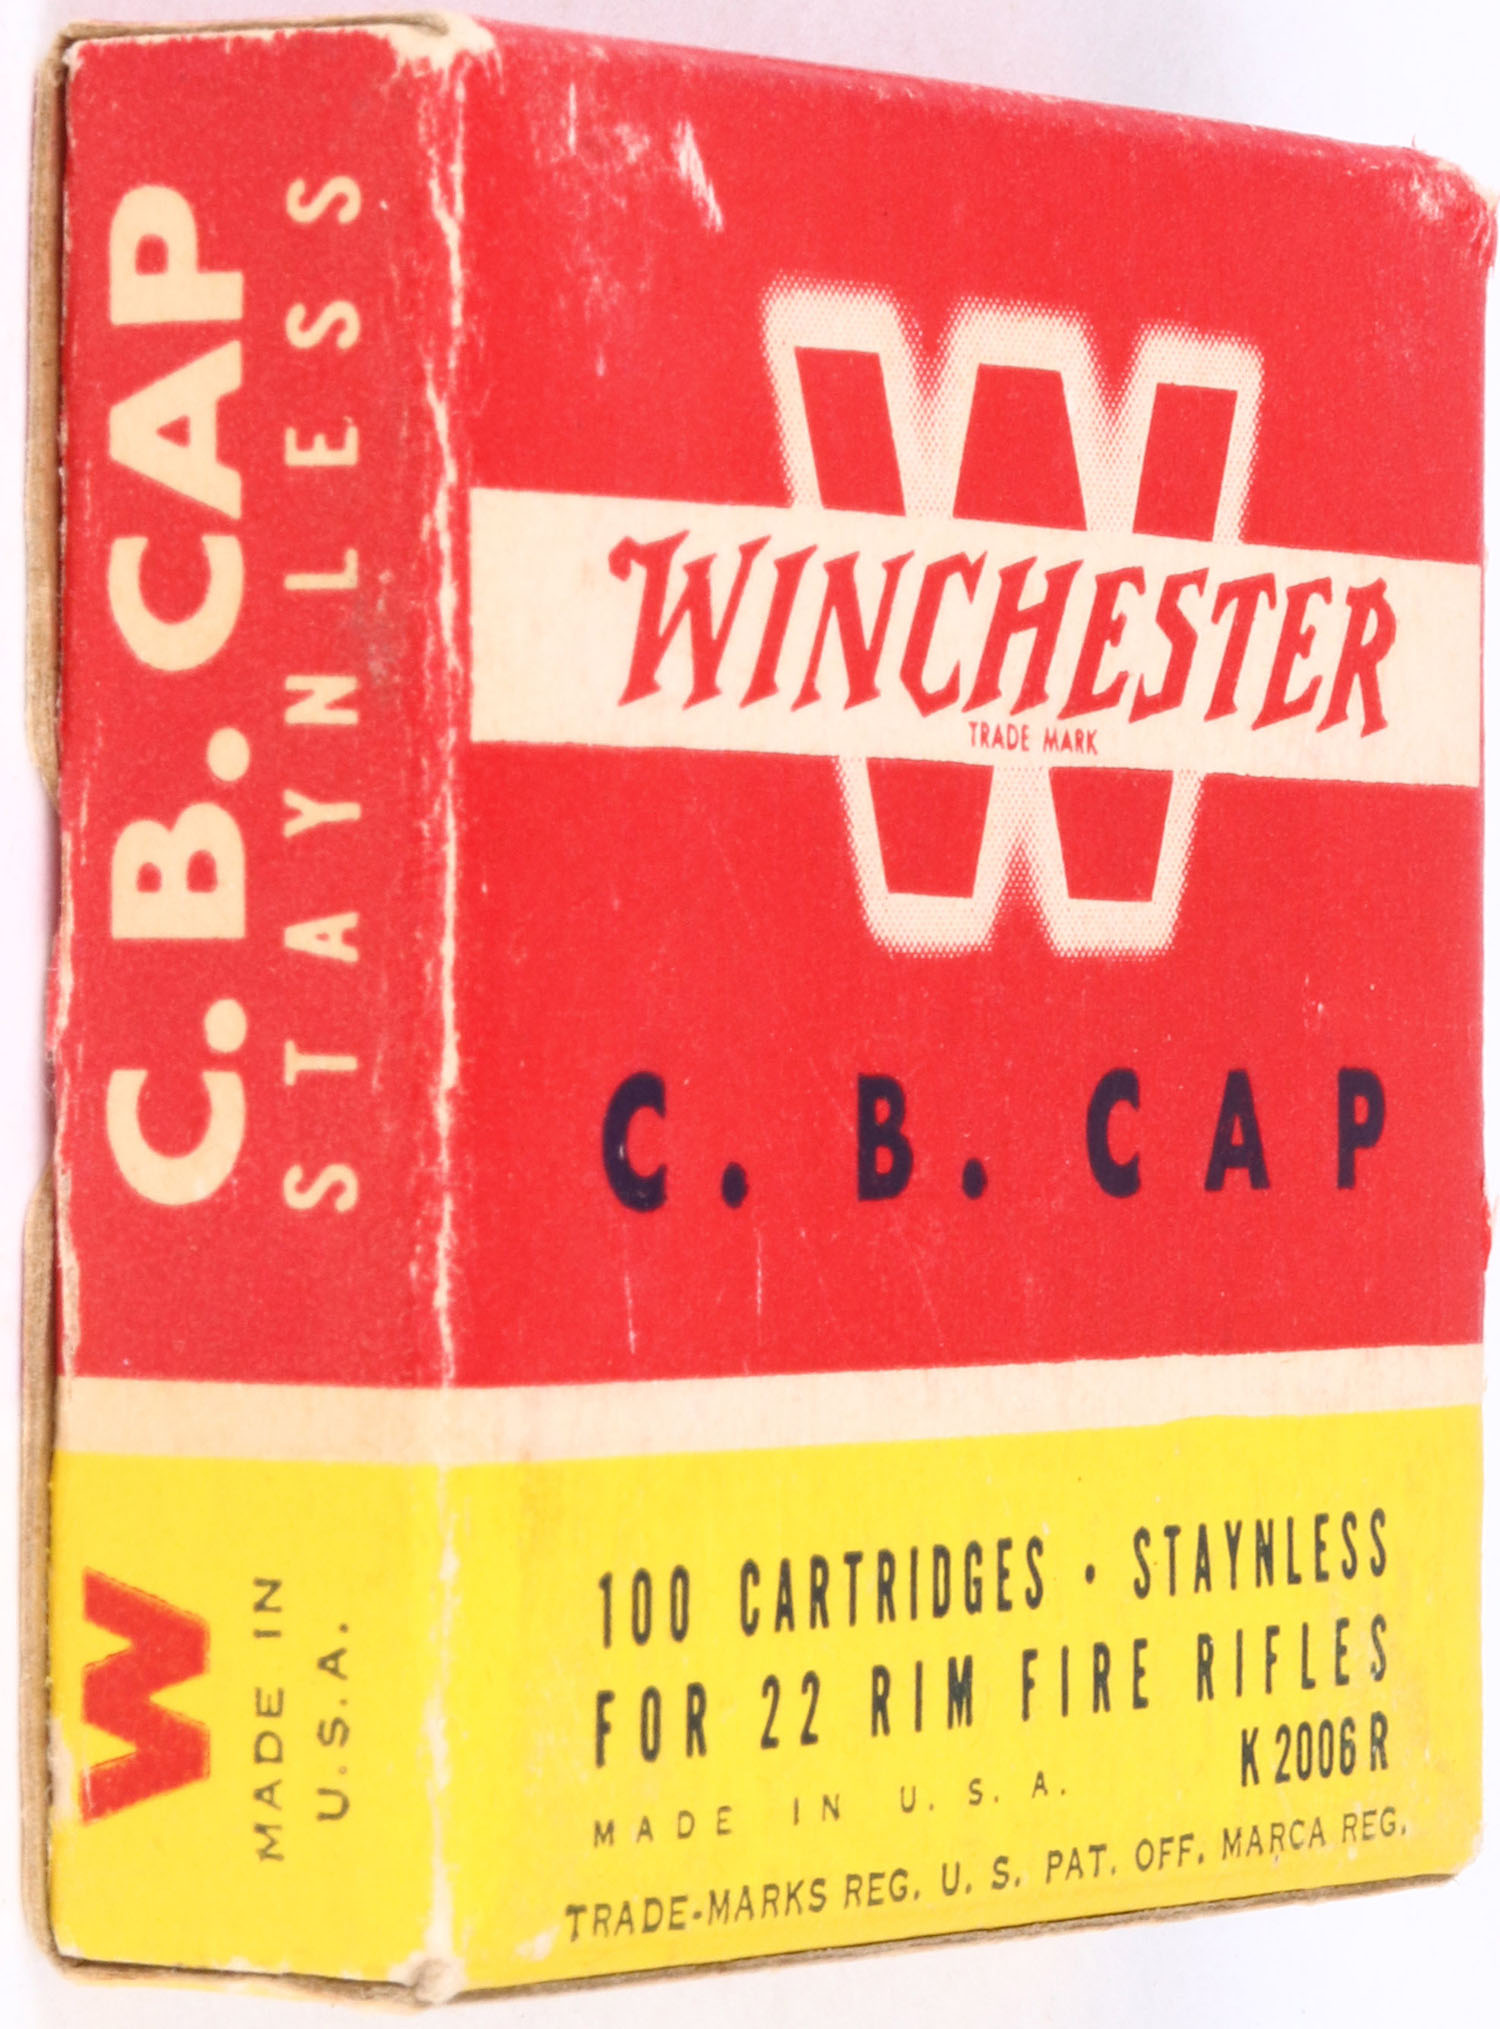 C.B. CAP
STAYNLESS
W
MADE IN
U.S.A.
W
WINCHESTER
TRADE MARK
C. B. CAP
100 CARTRIDGES · STAYNLESS
FOR 22 RIM FIRE RIFLES
K2006R
MADE IN U. S. A.
TRADE-MARKS REG. U. S. PAT. OFF. MARCA REG.